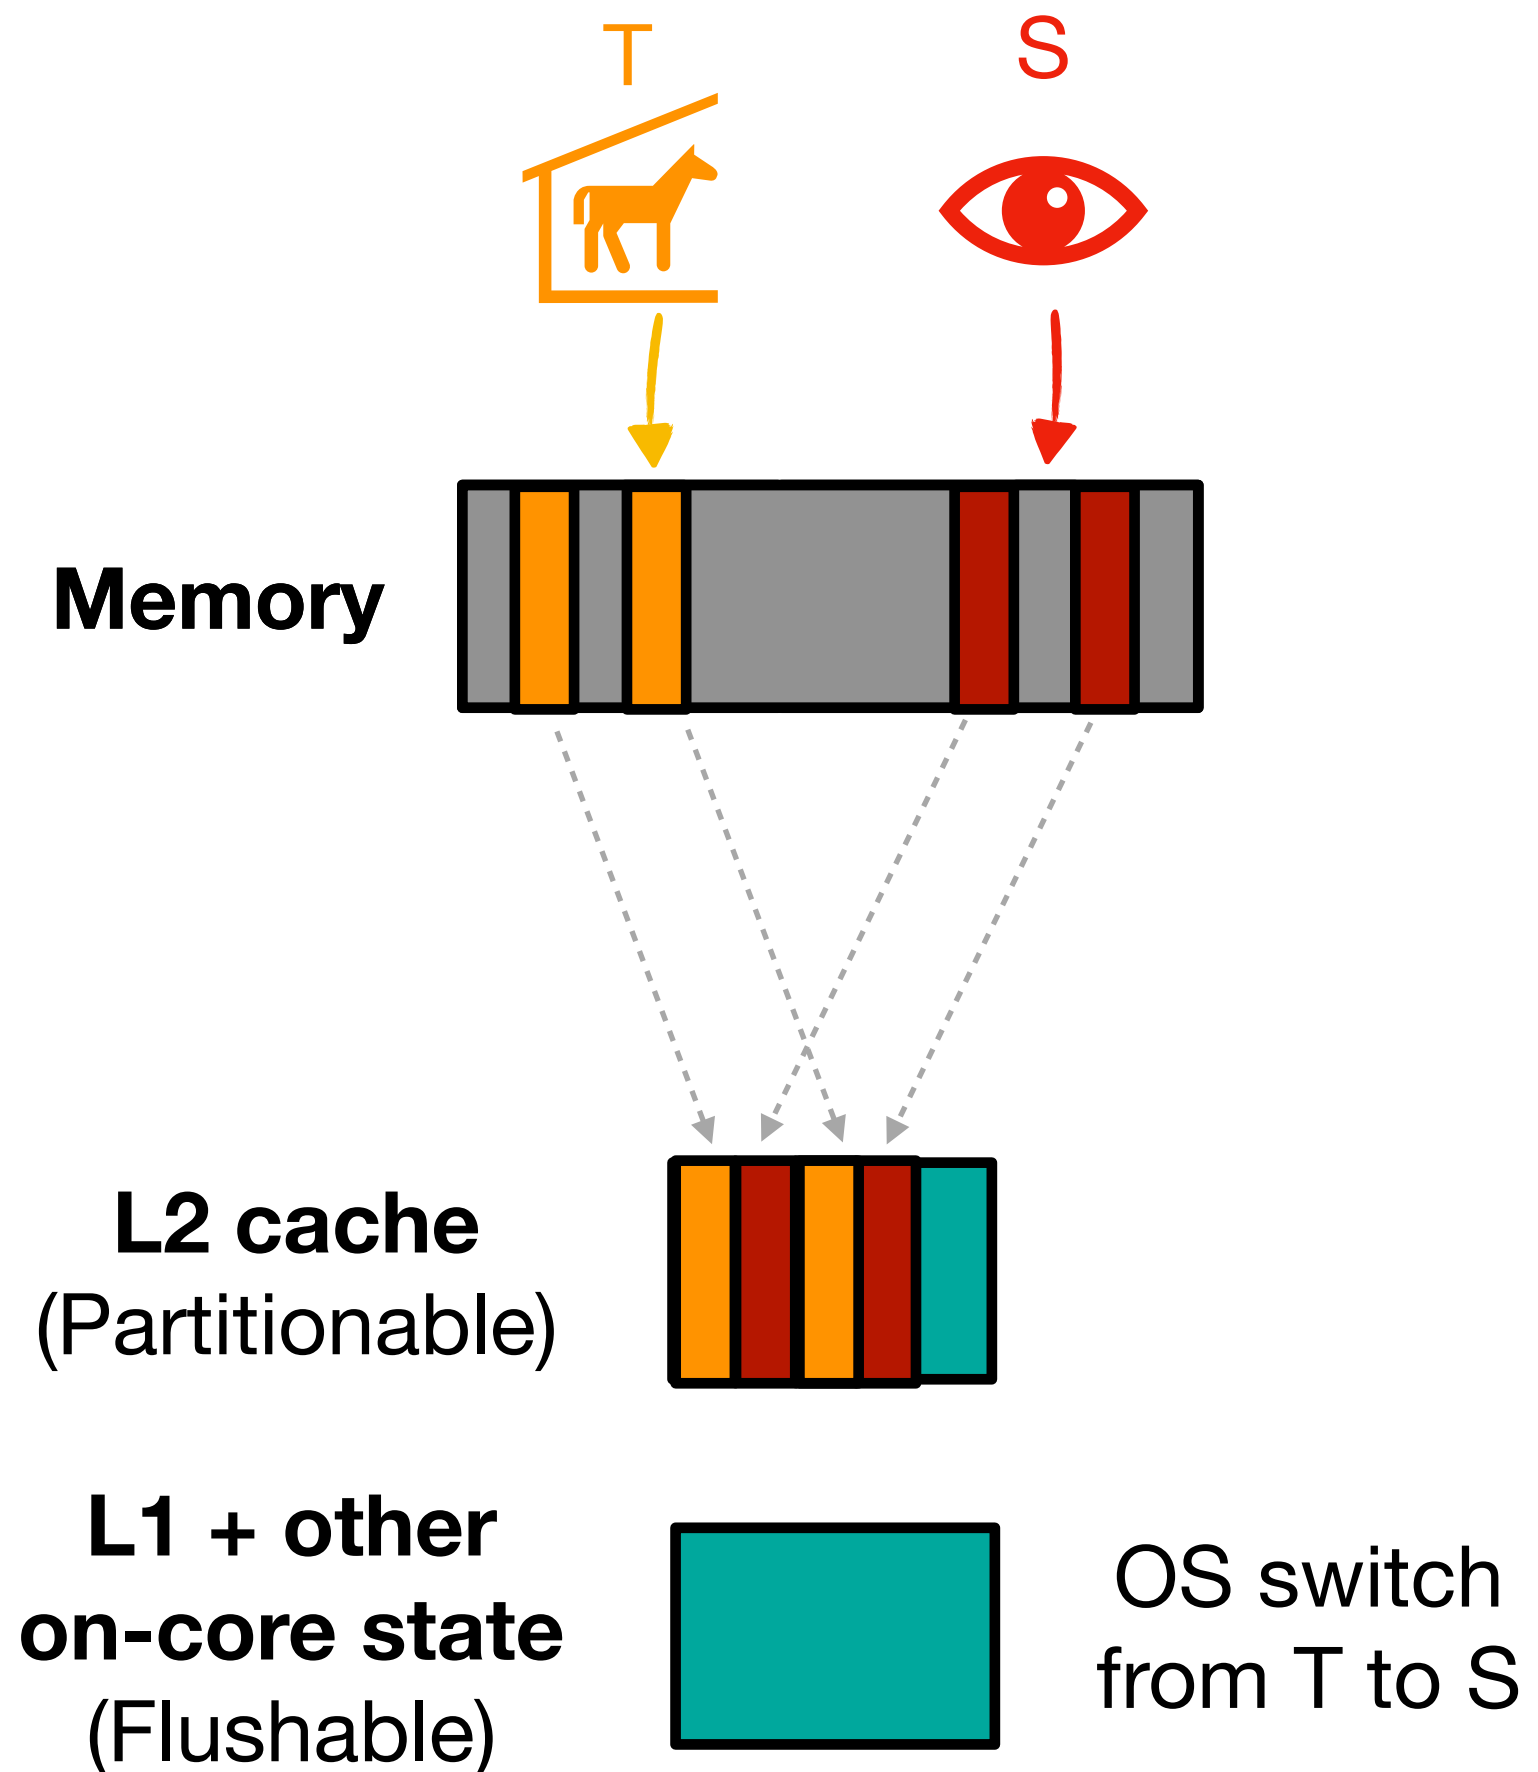 T
S
Memory
L2 cache
(Partitionable)
L1 + other
on-core state
(Flushable)
OS switch
from T to S